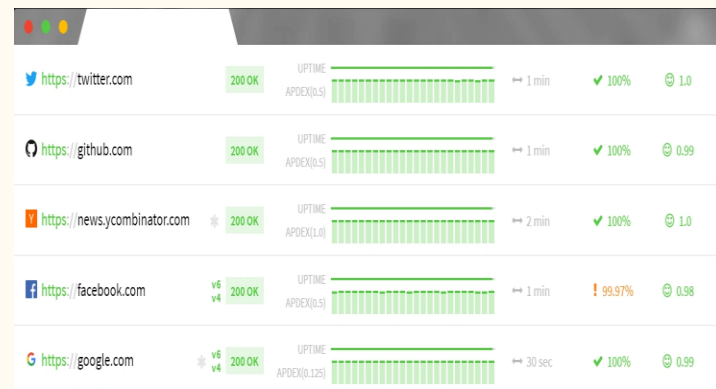 https://twitter.com 200 OK UPTIME APDEX(0.5) 1 min 100% 1.0
https://github.com 200 OK UPTIME APDEX(0.5) 1 min 100% 0.99
Y https://news.ycombinator.com 200 OK UPTIME APDEX(1.0) 2 min 100% 1.0
f https://facebook.com v6 v4 200 OK UPTIME APDEX(0.5) 1 min ! 99.97% 0.98
G https://google.com v6 v4 200 OK UPTIME APDEX(0.125) 30 sec 100% 0.99